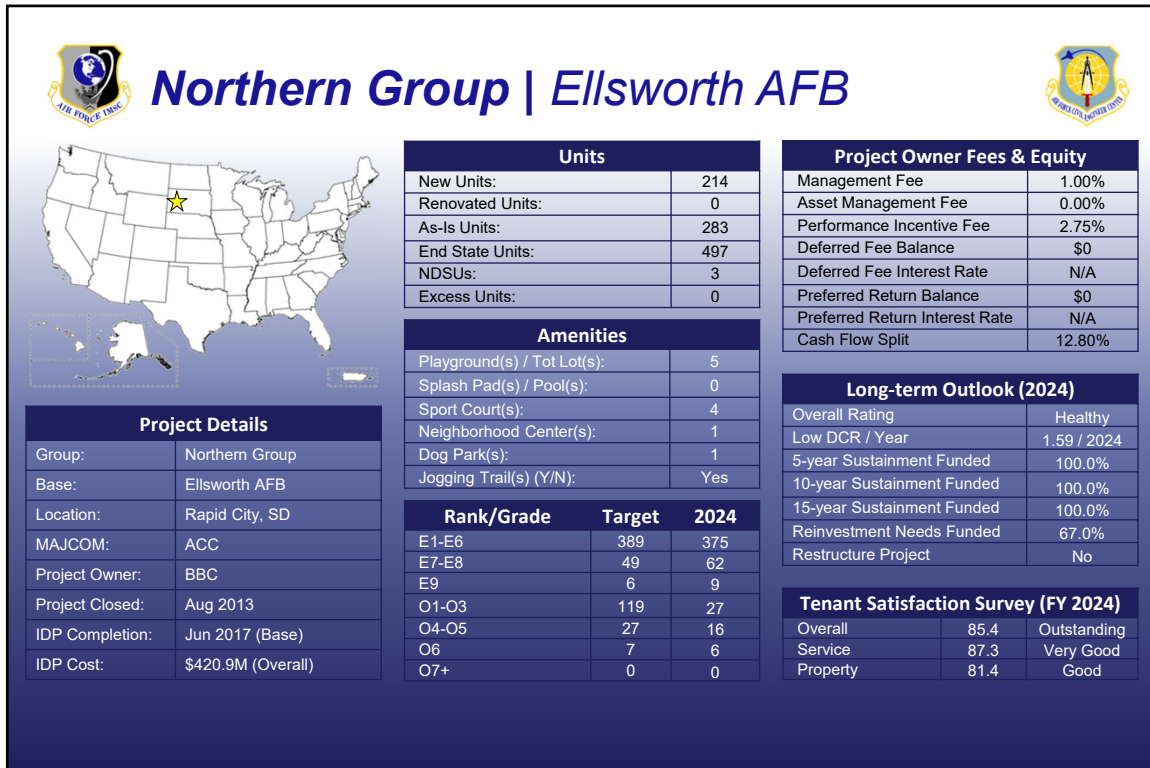 Northern Group | Ellsworth AFB
AIR FORCE IMSC
AIR FORCE CIVIL ENGINEER CENTER
Project Details
Group: Northern Group
Base: Ellsworth AFB
Location: Rapid City, SD
MAJCOM: ACC
Project Owner: BBC
Project Closed: Aug 2013
IDP Completion: Jun 2017 (Base)
IDP Cost: $420.9M (Overall)
Units
New Units: 214
Renovated Units: 0
As-Is Units: 283
End State Units: 497
NDSUs: 3
Excess Units: 0
Amenities
Playground(s) / Tot Lot(s): 5
Splash Pad(s) / Pool(s): 0
Sport Court(s): 4
Neighborhood Center(s): 1
Dog Park(s): 1
Jogging Trail(s) (Y/N): Yes
Rank/Grade Target 2024
E1-E6 389 375
E7-E8 49 62
E9 6 9
O1-O3 119 27
O4-O5 27 16
O6 7 6
O7+ 0 0
Project Owner Fees & Equity
Management Fee 1.00%
Asset Management Fee 0.00%
Performance Incentive Fee 2.75%
Deferred Fee Balance $0
Deferred Fee Interest Rate N/A
Preferred Return Balance $0
Preferred Return Interest Rate N/A
Cash Flow Split 12.80%
Long-term Outlook (2024)
Overall Rating Healthy
Low DCR / Year 1.59 / 2024
5-year Sustainment Funded 100.0%
10-year Sustainment Funded 100.0%
15-year Sustainment Funded 100.0%
Reinvestment Needs Funded 67.0%
Restructure Project No
Tenant Satisfaction Survey (FY 2024)
Overall 85.4 Outstanding
Service 87.3 Very Good
Property 81.4 Good